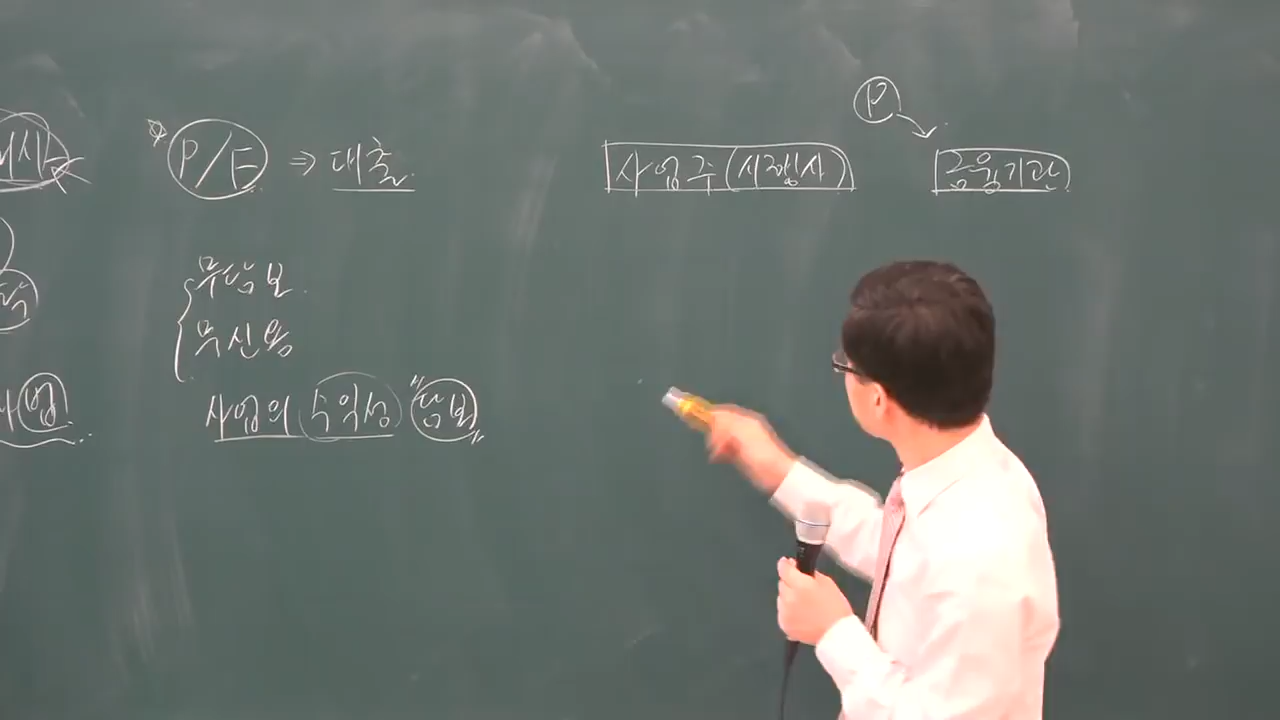 P/F ⇒ 대출
무담보
무신용
사업의 수익성 "담보"
P
사업주(시행사)
금융기관